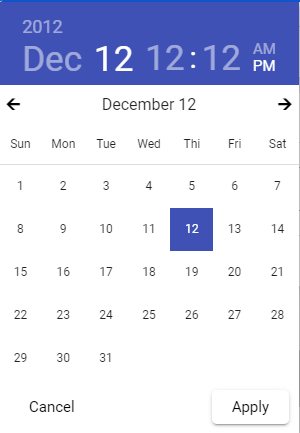 2012
Dec 12 12:12 AM
PM
December 12
Sun Mon Tue Wed Thi Fri Sat
1 2 3 4 5 6 7
8 9 10 11 12 13 14
15 16 17 18 19 20 21
22 23 24 25 26 27 28
29 30 31
Cancel Apply